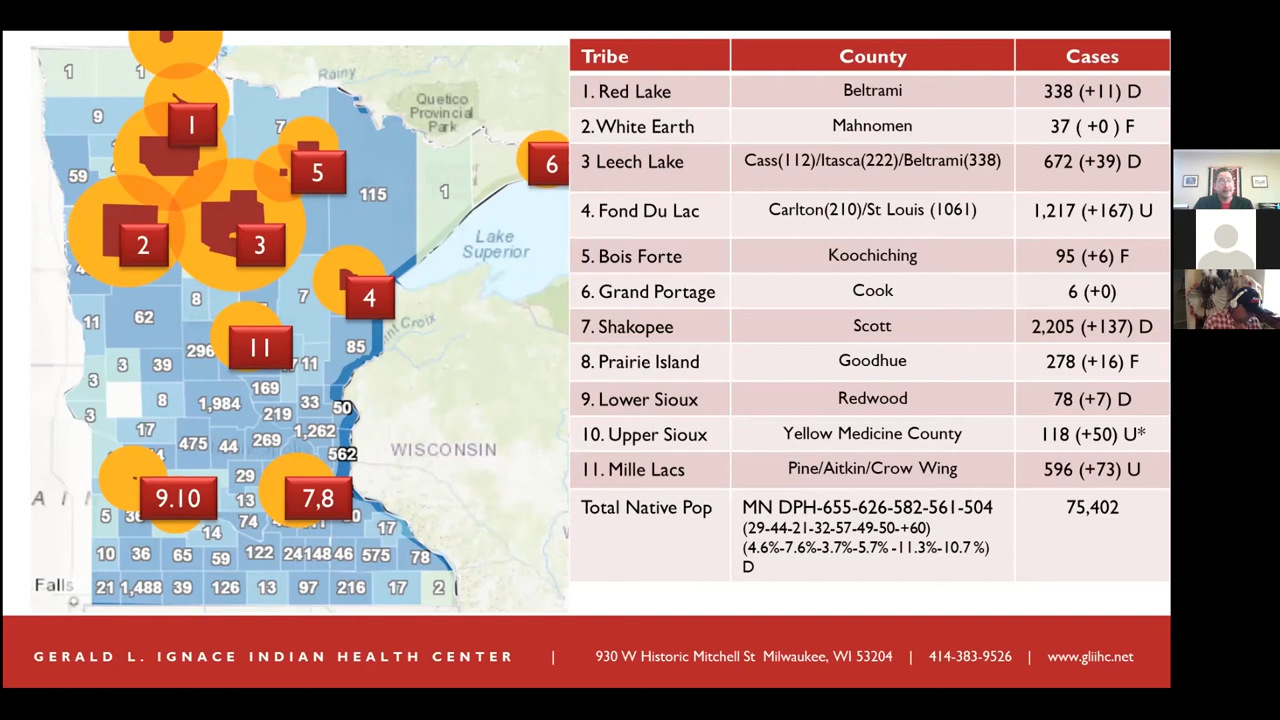 Tribe County Cases
1. Red Lake Beltrami 338 (+11) D
2. White Earth Mahnomen 37 ( +0 ) F
3 Leech Lake Cass(112)/Itasca(222)/Beltrami(338) 672 (+39) D
4. Fond Du Lac Carlton(210)/St Louis (1061) 1,217 (+167) U
5. Bois Forte Koochiching 95 (+6) F
6. Grand Portage Cook 6 (+0)
7. Shakopee Scott 2,205 (+137) D
8. Prairie Island Goodhue 278 (+16) F
9. Lower Sioux Redwood 78 (+7) D
10. Upper Sioux Yellow Medicine County 118 (+50) U*
11. Mille Lacs Pine/Aitkin/Crow Wing 596 (+73) U
Total Native Pop MN DPH-655-626-582-561-504 75,402
(29-44-21-32-57-49-50-+60)
(4.6%-7.6%-3.7%-5.7% -11.3%-10.7 %)
D
Rainy
1 1
Quetico
Provincial
Park
9 1 7
5 6
59 115 1
2 3
Lake
Superior
8 7 4
11 62
296 11 11 85
3 39
3 169
8 1,984 33 50
3 219
17 475 44 269 1,262
562
WISCONSIN
29
9.10 7,8
13
5 74 17
14
10 36 65 59 122 24 148 46 575 78
Falls 21 1,488 39 126 13 97 216 17 2
GERALD L. IGNACE INDIAN HEALTH CENTER | 930 W Historic Mitchell St Milwaukee, WI 53204 | 414-383-9526 | www.gliihc.net